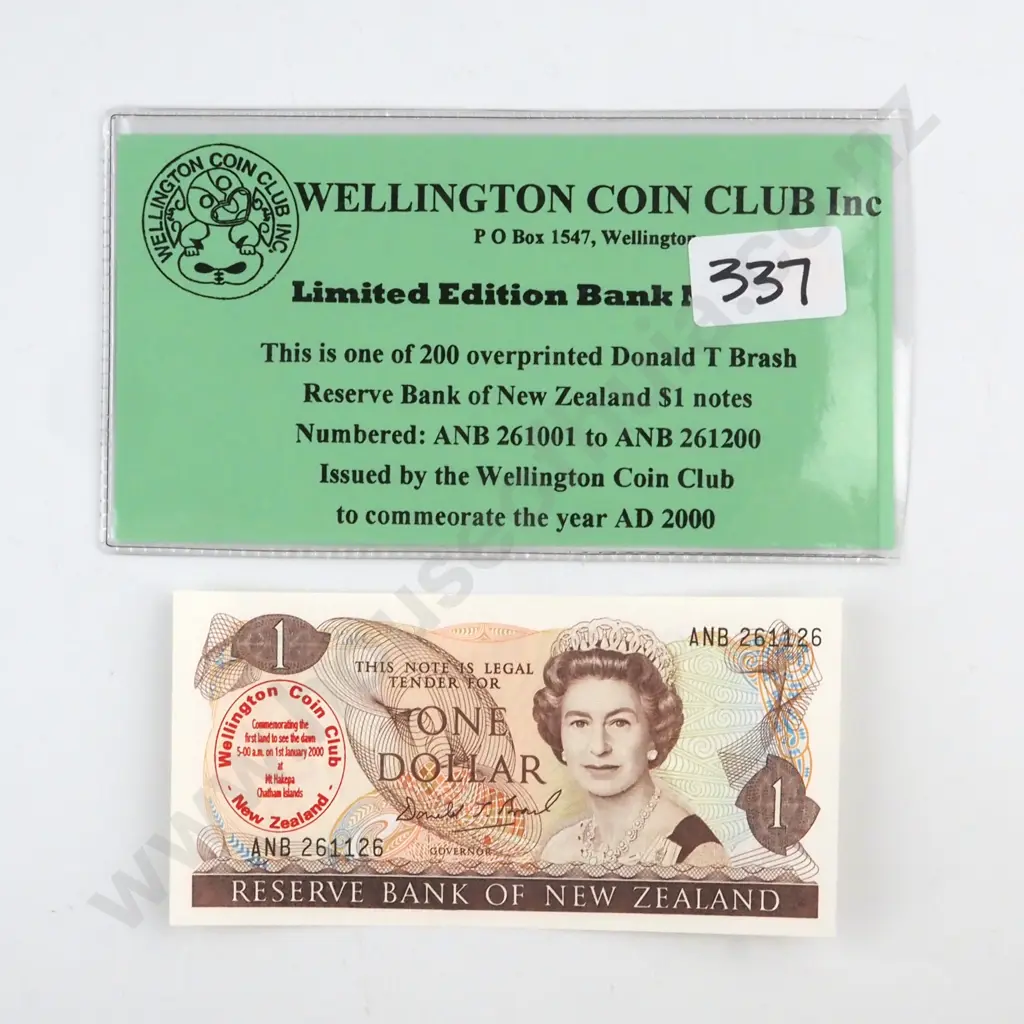 WELLINGTON COIN CLUB INC.
WELLINGTON COIN CLUB Inc
P O Box 1547, Wellington
337
Limited Edition Bank
This is one of 200 overprinted Donald T Brash
Reserve Bank of New Zealand $1 notes
Numbered: ANB 261001 to ANB 261200
Issued by the Wellington Coin Club
to commeorate the year AD 2000
1
ANB 261126
THIS NOTE IS LEGAL
TENDER FOR
ONE
DOLLAR
Donald T. Brash
GOVERNOR
Wellington Coin Club
Commemorating the
first land to see the dawn
5-00 a.m. on 1st January 2000
at
Mt Hakepa
Chatham Islands
- New Zealand -
ANB 261126
1
RESERVE BANK OF NEW ZEALAND